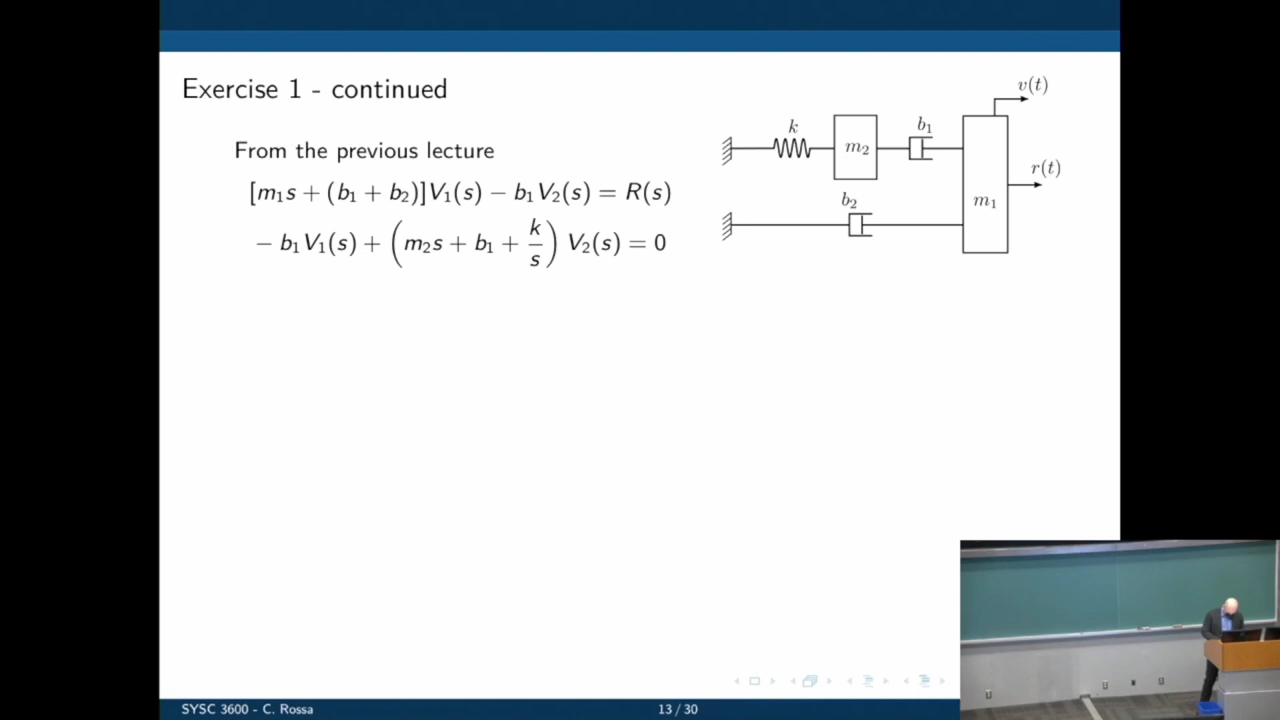 Exercise 1 - continued
From the previous lecture
[m₁s + (b₁ + b₂)]V₁(s) − b₁V₂(s) = R(s)
− b₁V₁(s) + (m₂s + b₁ + k/s) V₂(s) = 0
v(t)
k
m₂
b₁
r(t)
b₂
m₁
SYSC 3600 - C. Rossa
13 / 30